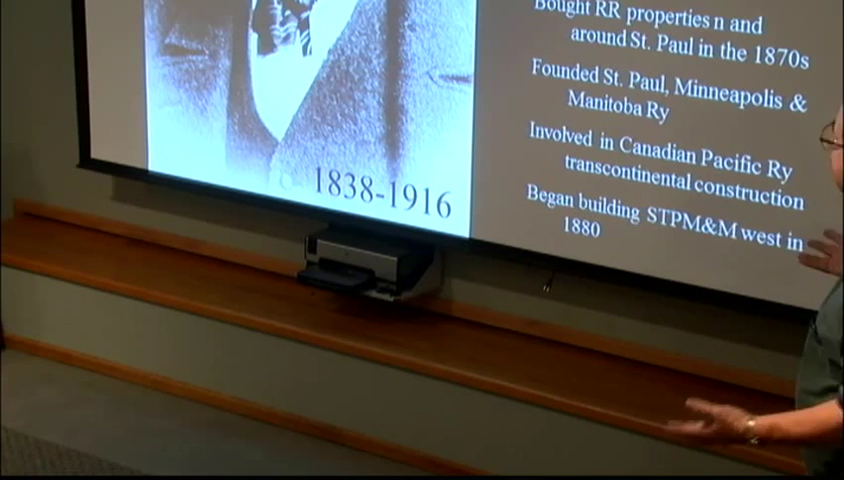 Bought RR properties n and
around St. Paul in the 1870s
Founded St. Paul, Minneapolis &
Manitoba Ry
Involved in Canadian Pacific Ry
transcontinental construction
Began building STPM&M west in
1880
1838-1916